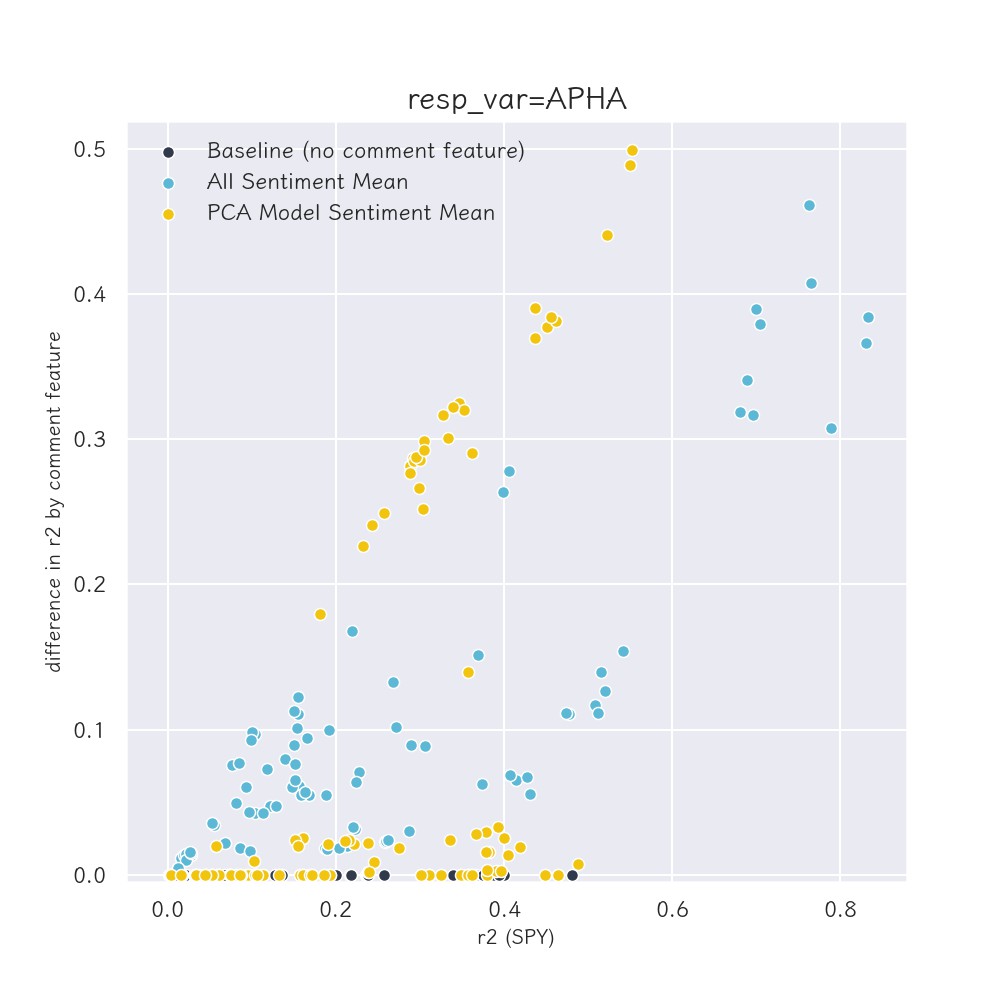 resp_var=APHA
Baseline (no comment feature)
All Sentiment Mean
PCA Model Sentiment Mean
difference in r2 by comment feature
0.5
0.4
0.3
0.2
0.1
0.0
0.0 0.2 0.4 0.6 0.8
r2 (SPY)